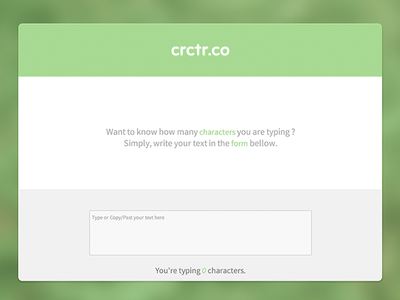 crctr.co
Want to know how many characters you are typing ?
Simply, write your text in the form bellow.
Type or Copy/Past your text here
You're typing 0 characters.